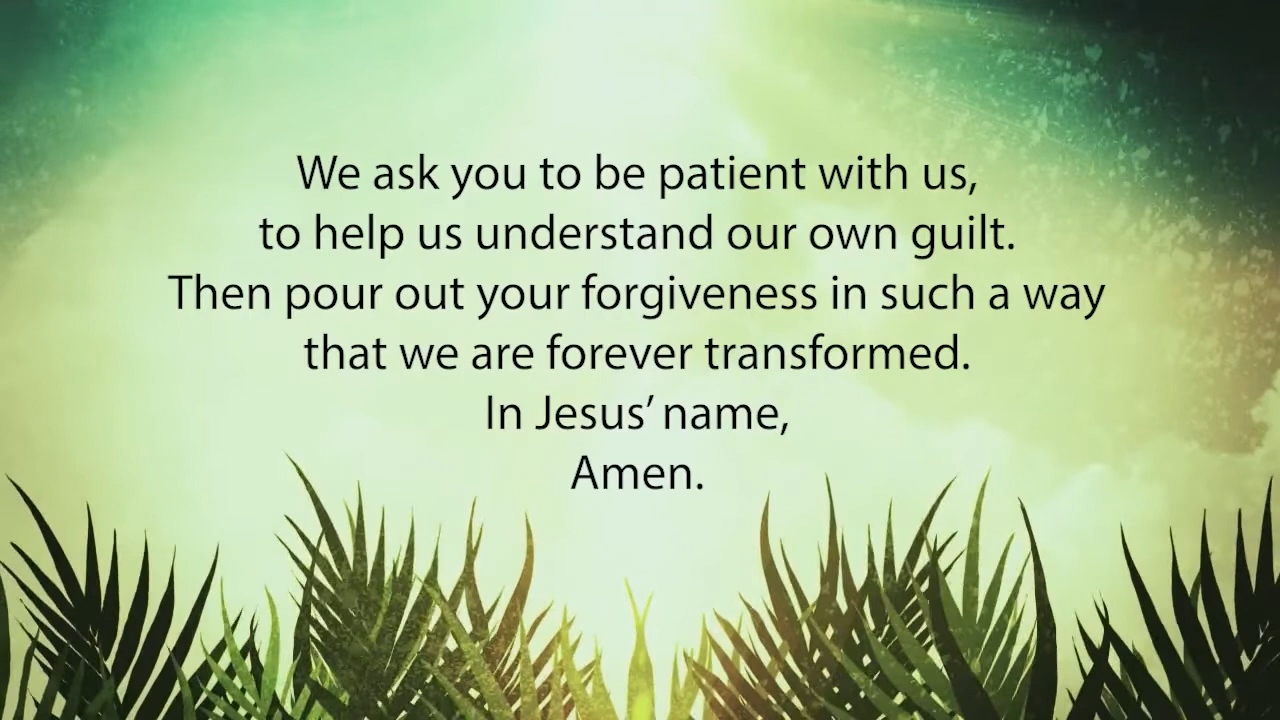 We ask you to be patient with us,
to help us understand our own guilt.
Then pour out your forgiveness in such a way
that we are forever transformed.
In Jesus’ name,
Amen.